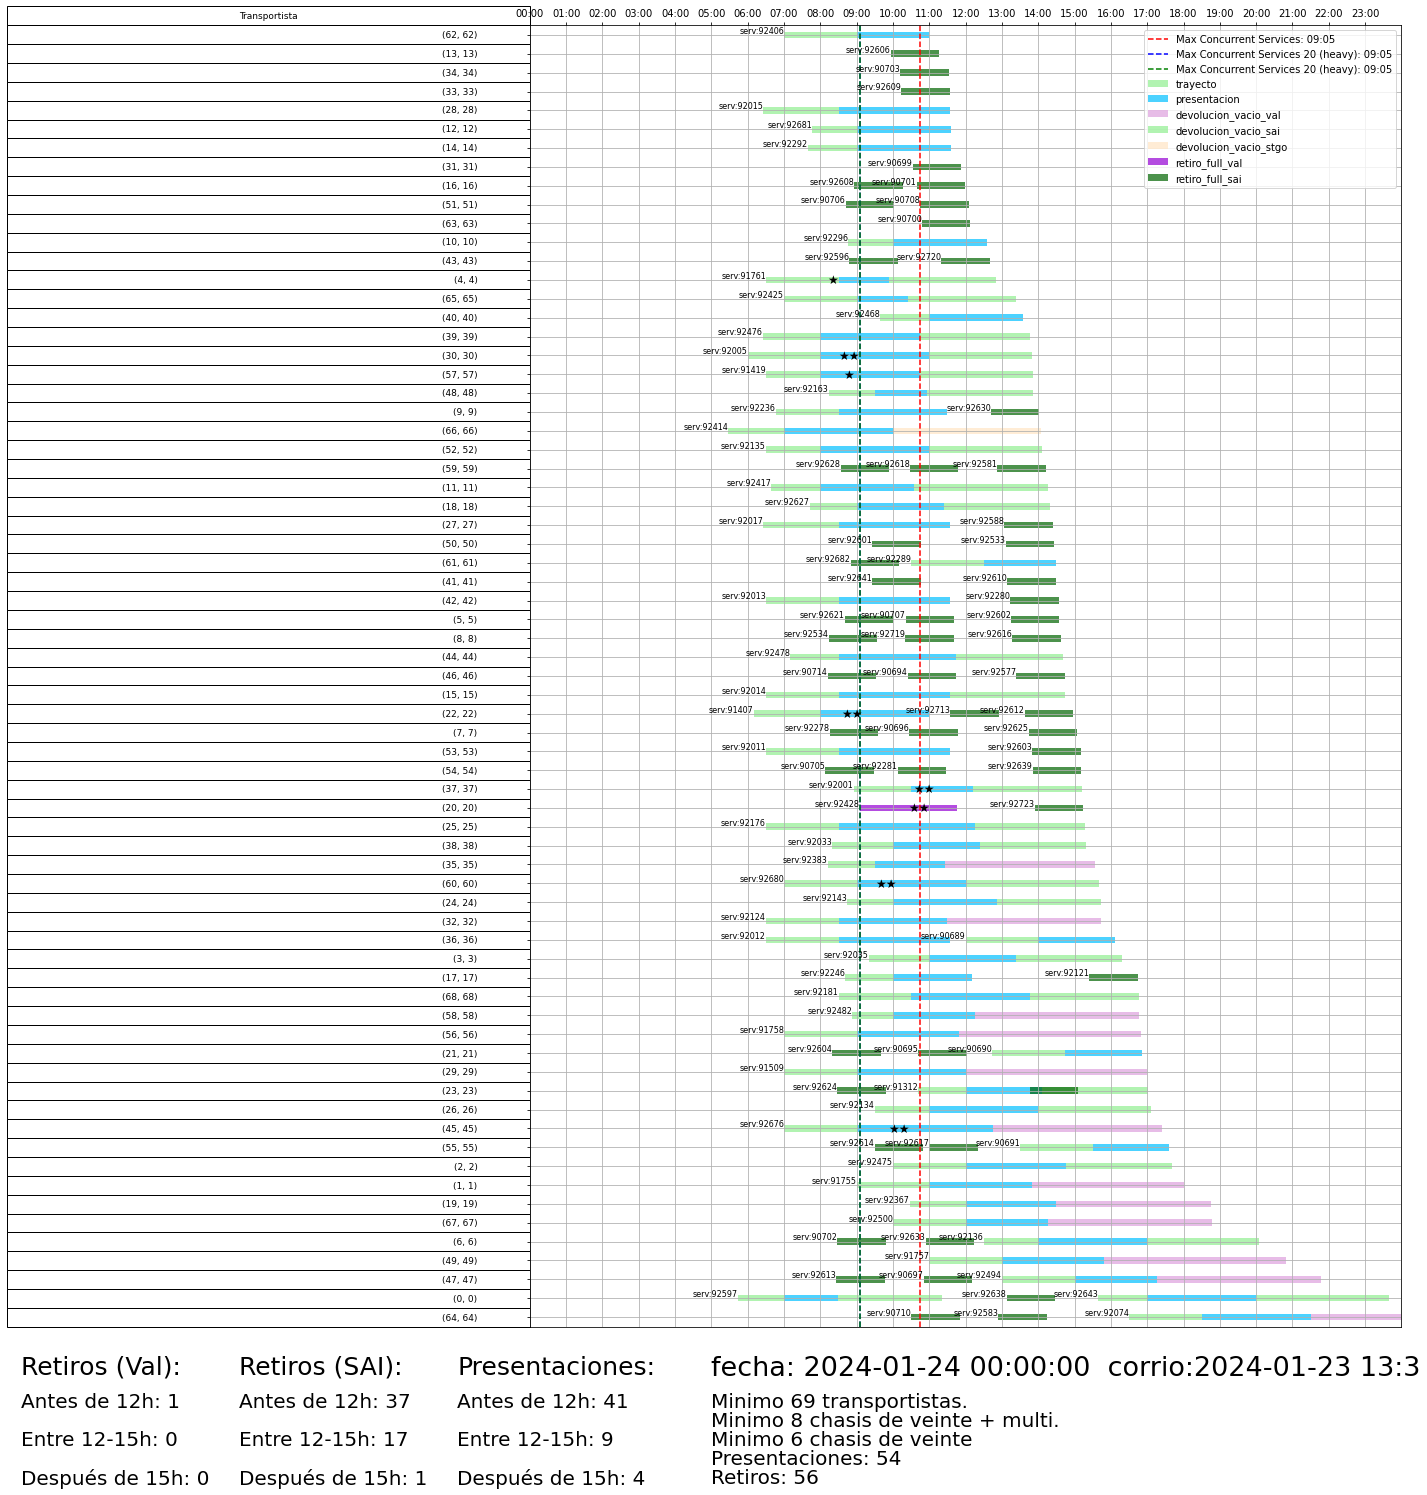 Transportista
00:00 01:00 02:00 03:00 04:00 05:00 06:00 07:00 08:00 09:00 10:00 11:00 12:00 13:00 14:00 15:00 16:00 17:00 18:00 19:00 20:00 21:00 22:00 23:00
Max Concurrent Services: 09:05
Max Concurrent Services 20 (heavy): 09:05
Max Concurrent Services 20 (heavy): 09:05
trayecto
presentacion
devolucion_vacio_val
devolucion_vacio_sai
devolucion_vacio_stgo
retiro_full_val
retiro_full_sai
(62, 62) serv:92406
(13, 13) serv:92606
(34, 34) serv:90703
(33, 33) serv:92609
(28, 28) serv:92015
(12, 12) serv:92681
(14, 14) serv:92292
(31, 31) serv:90699
(16, 16) serv:92608 serv:90701
(51, 51) serv:90706 serv:90708
(63, 63) serv:90700
(10, 10) serv:92296
(43, 43) serv:92596 serv:92720
(4, 4) serv:91761
(65, 65) serv:92425
(40, 40) serv:92468
(39, 39) serv:92476
(30, 30) serv:92005
(57, 57) serv:91419
(48, 48) serv:92163
(9, 9) serv:92236 serv:92630
(66, 66) serv:92414
(52, 52) serv:92135
(59, 59) serv:92628 serv:92618 serv:92581
(11, 11) serv:92417
(18, 18) serv:92627
(27, 27) serv:92017 serv:92588
(50, 50) serv:92601 serv:92533
(61, 61) serv:92682 serv:92289
(41, 41) serv:92641 serv:92610
(42, 42) serv:92013 serv:92280
(5, 5) serv:92621 serv:90707 serv:92602
(8, 8) serv:92534 serv:92719 serv:92616
(44, 44) serv:92478
(46, 46) serv:90714 serv:90694 serv:92577
(15, 15) serv:92014
(22, 22) serv:91407 serv:92713 serv:92612
(7, 7) serv:92278 serv:90696 serv:92625
(53, 53) serv:92011 serv:92603
(54, 54) serv:90705 serv:92281 serv:92639
(37, 37) serv:92001
(20, 20) serv:92428 serv:92723
(25, 25) serv:92176
(38, 38) serv:92033
(35, 35) serv:92383
(60, 60) serv:92680
(24, 24) serv:92143
(32, 32) serv:92124
(36, 36) serv:92012 serv:90689
(3, 3) serv:92035
(17, 17) serv:92246 serv:92121
(68, 68) serv:92181
(58, 58) serv:92482
(56, 56) serv:91758
(21, 21) serv:92604 serv:90695 serv:90690
(29, 29) serv:91509
(23, 23) serv:92624 serv:91312
(26, 26) serv:92134
(45, 45) serv:92676
(55, 55) serv:92614 serv:92617 serv:90691
(2, 2) serv:92475
(1, 1) serv:91755
(19, 19) serv:92367
(67, 67) serv:92500
(6, 6) serv:90702 serv:92633 serv:92136
(49, 49) serv:91757
(47, 47) serv:92613 serv:90697 serv:92494
(0, 0) serv:92597 serv:92638 serv:92643
(64, 64) serv:90710 serv:92583 serv:92074
Retiros (Val):
Antes de 12h: 1
Entre 12-15h: 0
Después de 15h: 0
Retiros (SAI):
Antes de 12h: 37
Entre 12-15h: 17
Después de 15h: 1
Presentaciones:
Antes de 12h: 41
Entre 12-15h: 9
Después de 15h: 4
fecha: 2024-01-24 00:00:00 corrio:2024-01-23 13:3
Minimo 69 transportistas.
Minimo 8 chasis de veinte + multi.
Minimo 6 chasis de veinte
Presentaciones: 54
Retiros: 56